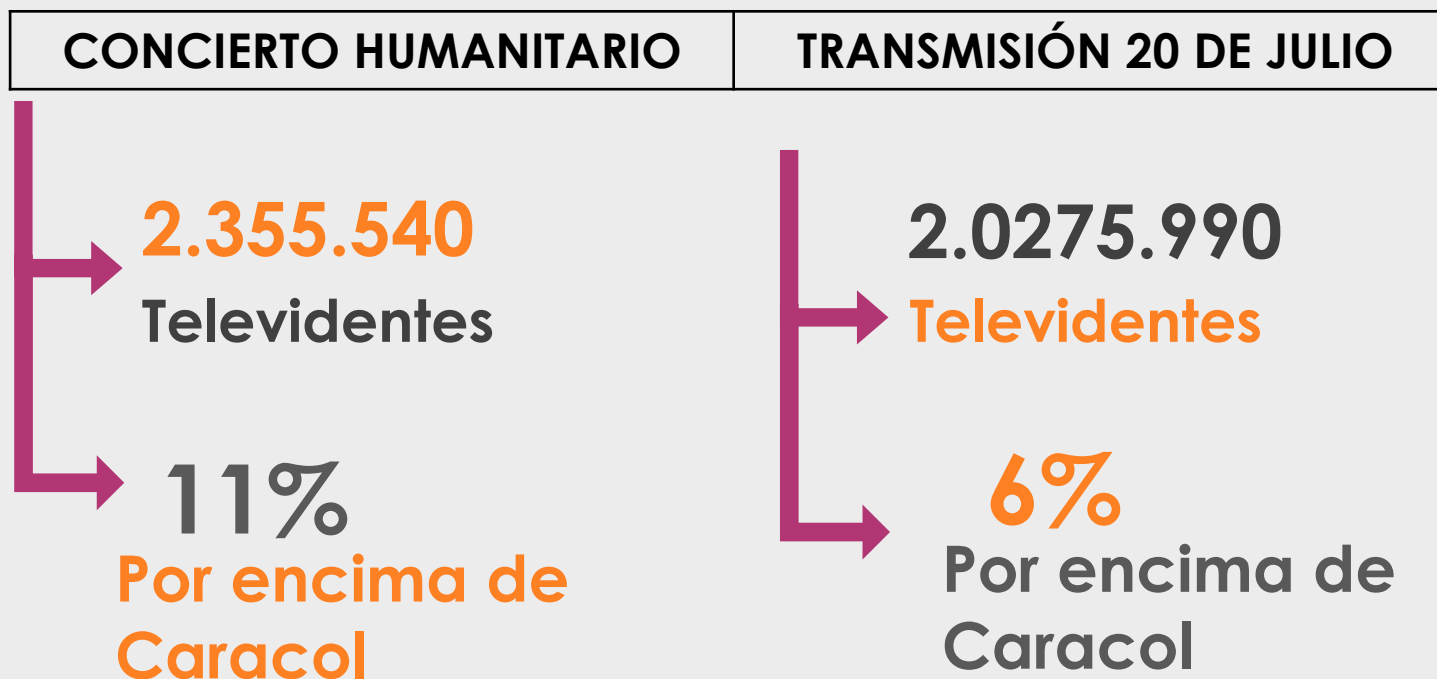 CONCIERTO HUMANITARIO
TRANSMISIÓN 20 DE JULIO
2.355.540
Televidentes
11%
Por encima de
Caracol
2.0275.990
Televidentes
6%
Por encima de
Caracol